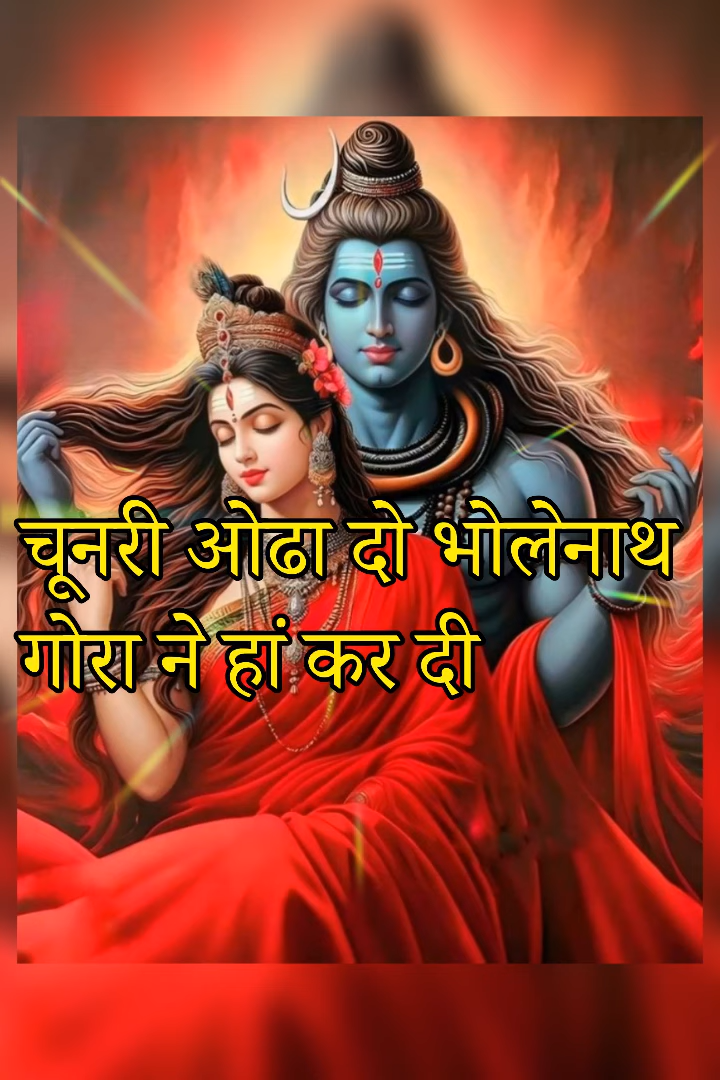 चूनरी ओढा दो भोलेनाथ
गोरा ने हां कर दी